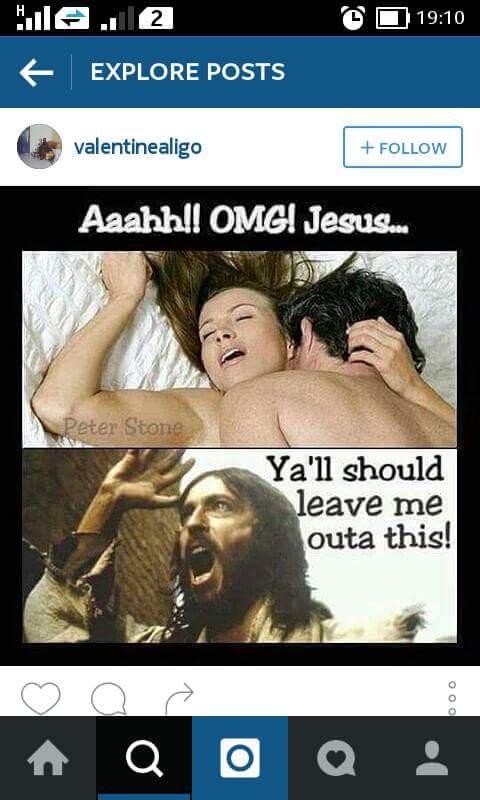 H 2 19:10
EXPLORE POSTS
valentinealigo
+ FOLLOW
Aaahh!! OMG! Jesus...
Peter Stone
Ya'll should
leave me
outa this!